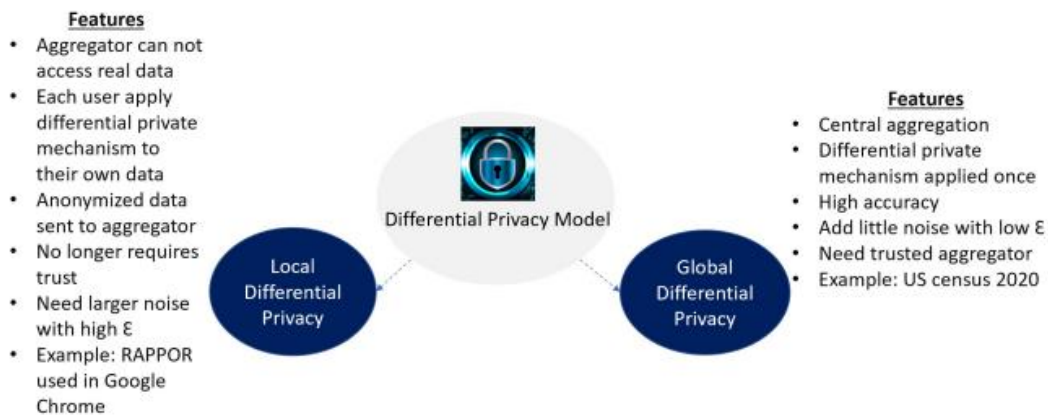 Features
• Aggregator can not
access real data
• Each user apply
differential private
mechanism to
their own data
• Anonymized data
sent to aggregator
• No longer requires
trust
• Need larger noise
with high Ɛ
• Example: RAPPOR
used in Google
Chrome
Differential Privacy Model
Local
Differential
Privacy
Global
Differential
Privacy
Features
• Central aggregation
• Differential private
mechanism applied once
• High accuracy
• Add little noise with low Ɛ
• Need trusted aggregator
• Example: US census 2020